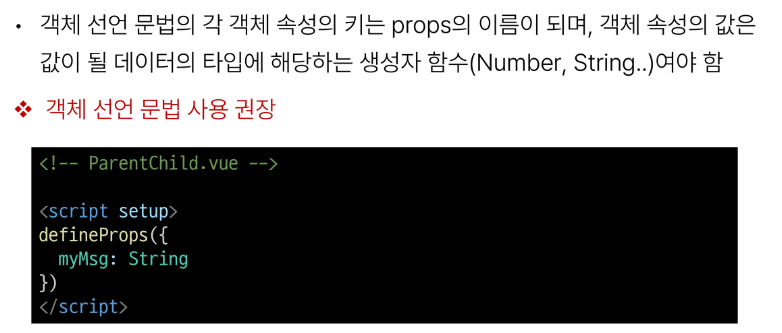 • 객체 선언 문법의 각 객체 속성의 키는 props의 이름이 되며, 객체 속성의 값은
값이 될 데이터의 타입에 해당하는 생성자 함수(Number, String..)여야 함
❖ 객체 선언 문법 사용 권장
<!-- ParentChild.vue -->
<script setup>
defineProps({
  myMsg: String
})
</script>